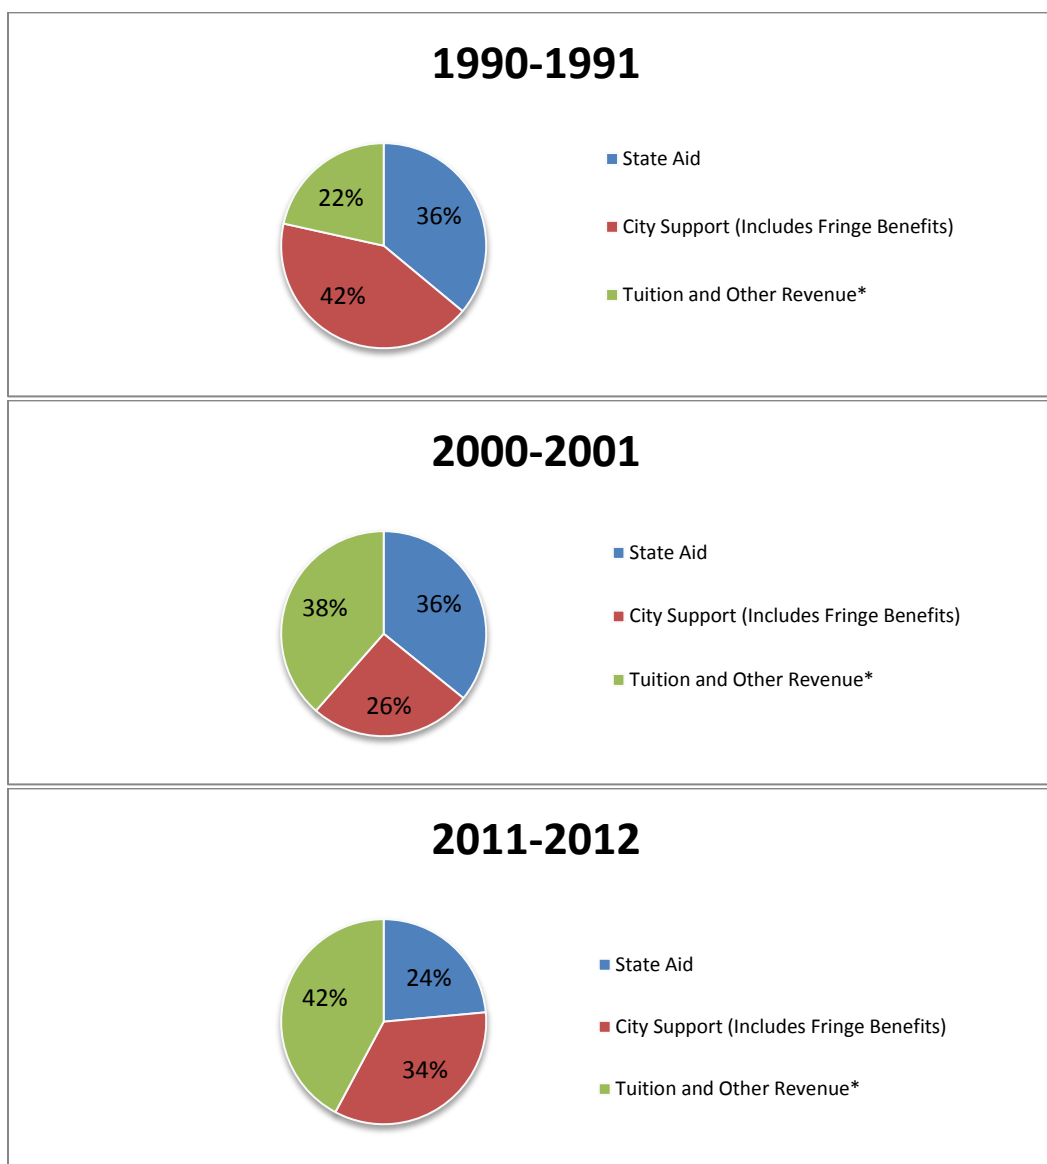 1990-1991
22%
36%
42%
State Aid
City Support (Includes Fringe Benefits)
Tuition and Other Revenue*
2000-2001
38%
36%
26%
State Aid
City Support (Includes Fringe Benefits)
Tuition and Other Revenue*
2011-2012
24%
42%
34%
State Aid
City Support (Includes Fringe Benefits)
Tuition and Other Revenue*